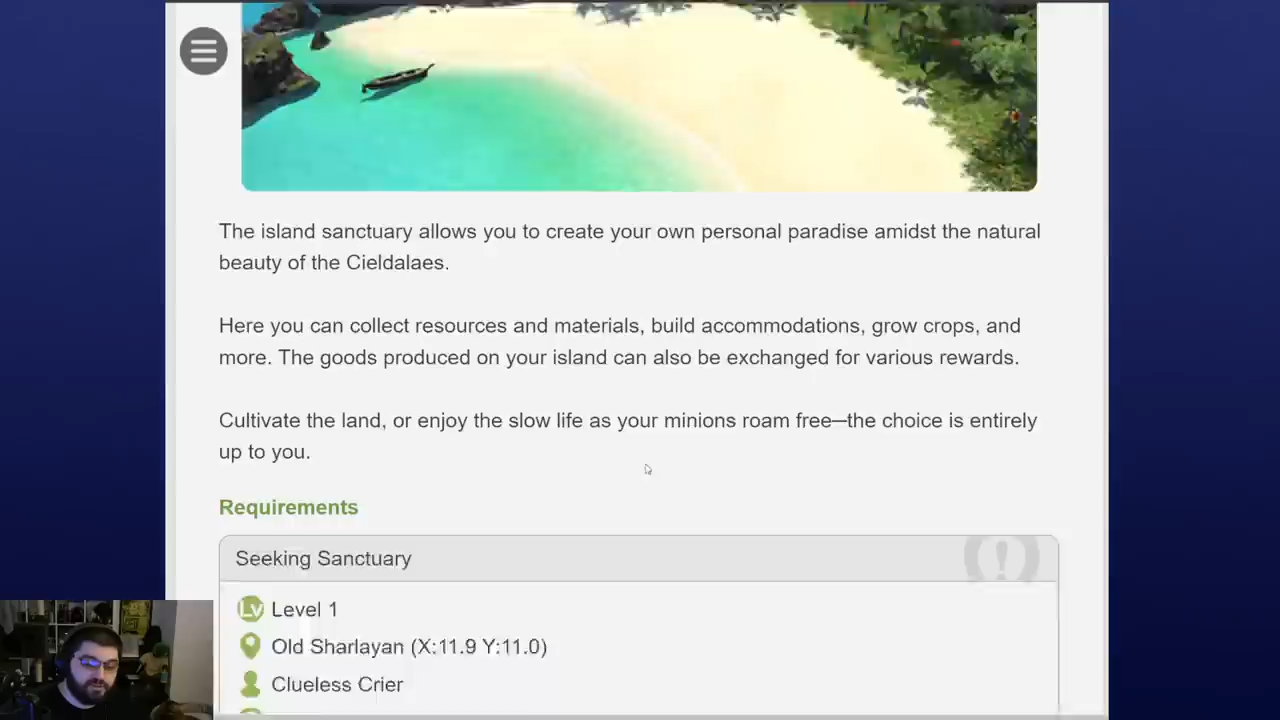 The island sanctuary allows you to create your own personal paradise amidst the natural
beauty of the Cieldalaes.
Here you can collect resources and materials, build accommodations, grow crops, and
more. The goods produced on your island can also be exchanged for various rewards.
Cultivate the land, or enjoy the slow life as your minions roam free—the choice is entirely
up to you.
Requirements
Seeking Sanctuary
Lv Level 1
Old Sharlayan (X:11.9 Y:11.0)
Clueless Crier